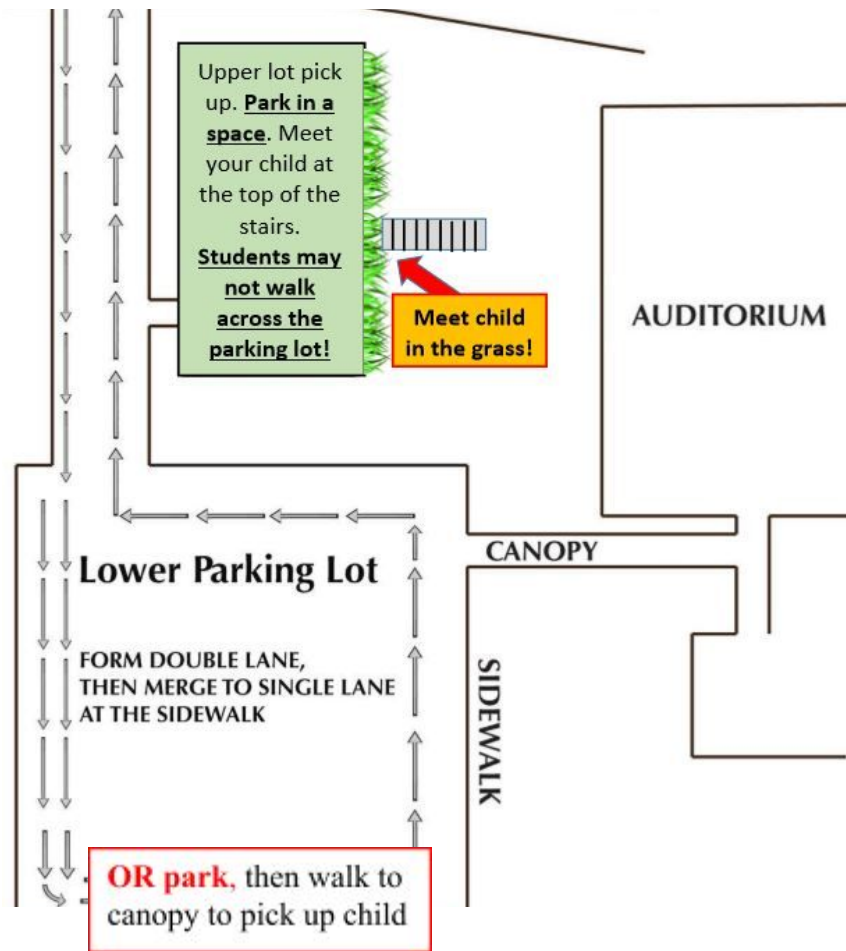 Upper lot pick
up. Park in a
space. Meet
your child at
the top of the
stairs.
Students may
not walk
across the
parking lot!
Meet child
in the grass!
AUDITORIUM
CANOPY
Lower Parking Lot
FORM DOUBLE LANE,
THEN MERGE TO SINGLE LANE
AT THE SIDEWALK
SIDEWALK
OR park, then walk to
canopy to pick up child